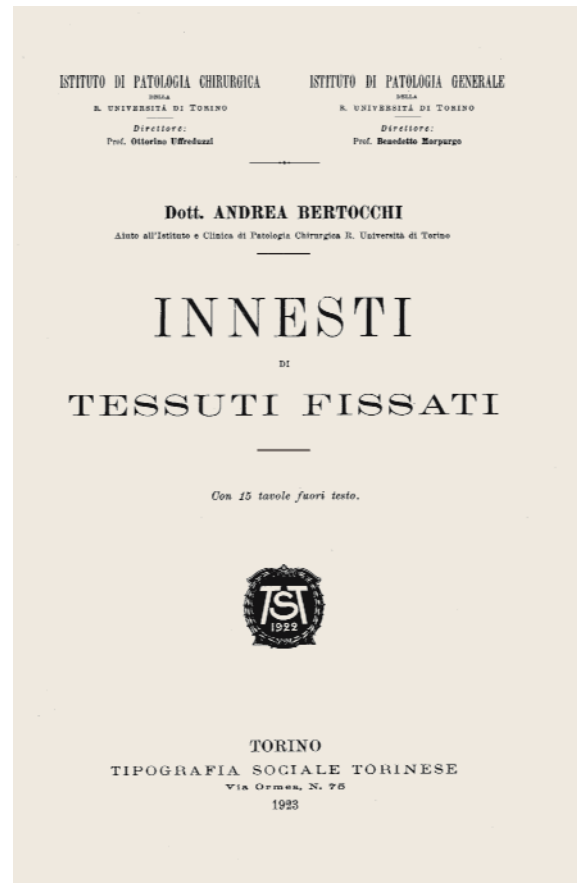 ISTITUTO DI PATOLOGIA CHIRURGICA
DELLA
R. UNIVERSITÀ DI TORINO
Direttore:
Prof. Ottorino Uffreduzzi
ISTITUTO DI PATOLOGIA GENERALE
DELLA
R. UNIVERSITÀ DI TORINO
Direttore:
Prof. Benedetto Morpurgo
Dott. ANDREA BERTOCCHI
Aiuto all'Istituto e Clinica di Patologia Chirurgica R. Università di Torino
INNESTI
DI
TESSUTI FISSATI
Con 15 tavole fuori testo.
TST
1922
TORINO
TIPOGRAFIA SOCIALE TORINESE
Via Ormea, N. 75
1923